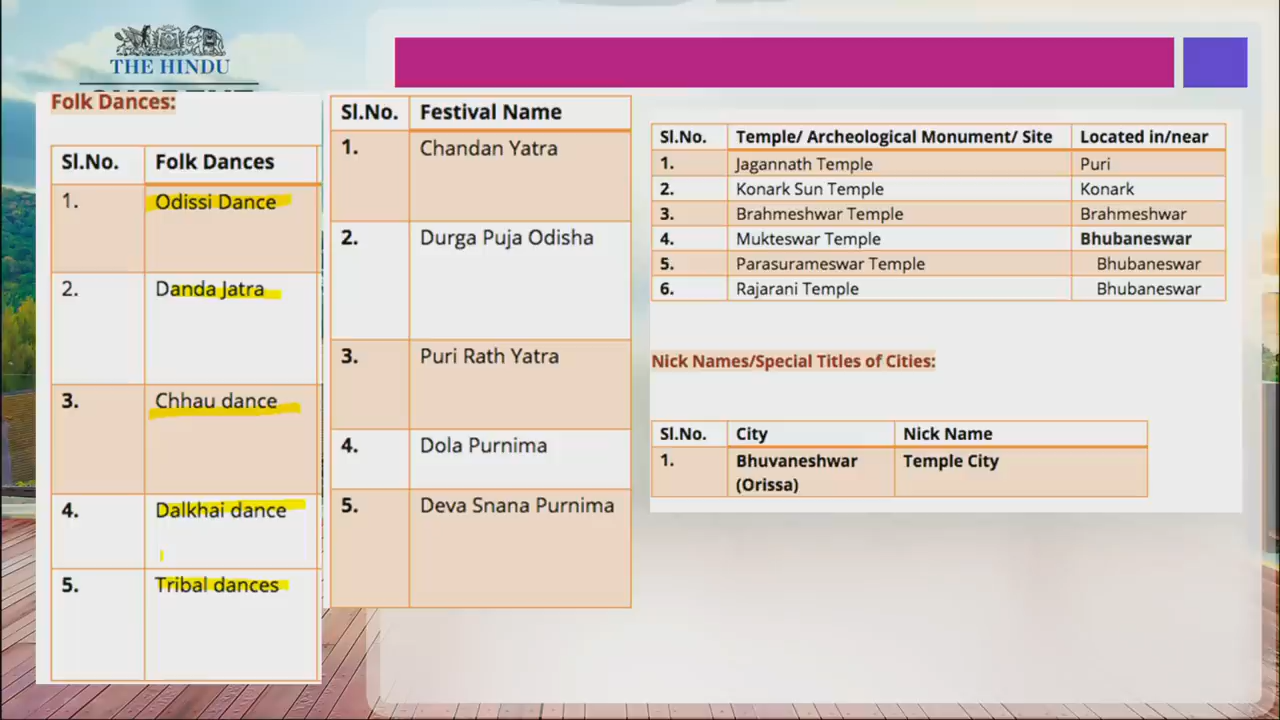 THE HINDU
Folk Dances:
Sl.No. Folk Dances
1. Odissi Dance
2. Danda Jatra
3. Chhau dance
4. Dalkhai dance
5. Tribal dances
Sl.No. Festival Name
1. Chandan Yatra
2. Durga Puja Odisha
3. Puri Rath Yatra
4. Dola Purnima
5. Deva Snana Purnima
Sl.No. Temple/ Archeological Monument/ Site Located in/near
1. Jagannath Temple Puri
2. Konark Sun Temple Konark
3. Brahmeshwar Temple Brahmeshwar
4. Mukteswar Temple Bhubaneswar
5. Parasurameswar Temple Bhubaneswar
6. Rajarani Temple Bhubaneswar
Nick Names/Special Titles of Cities:
Sl.No. City Nick Name
1. Bhuvaneshwar Temple City
(Orissa)